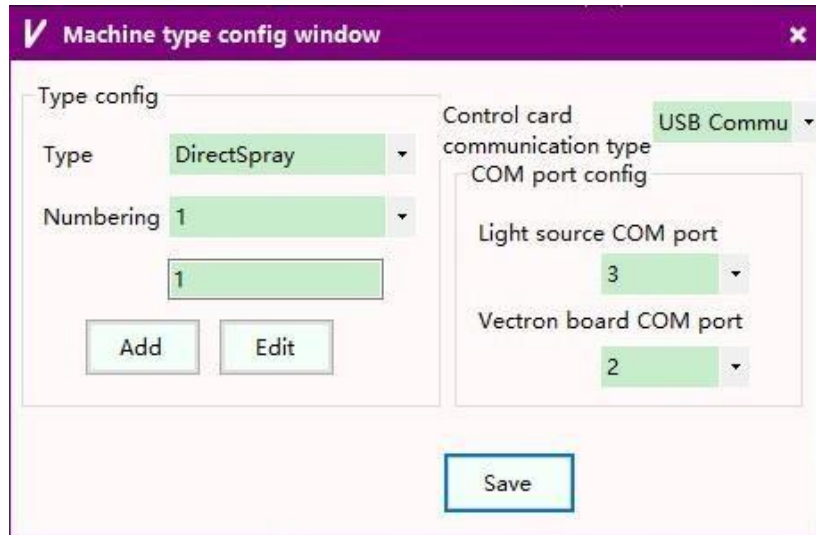 V Machine type config window
Type config
Type DirectSpray
Numbering 1
1
Add Edit
Control card
communication type
USB Commu
COM port config
Light source COM port
3
Vectron board COM port
2
Save